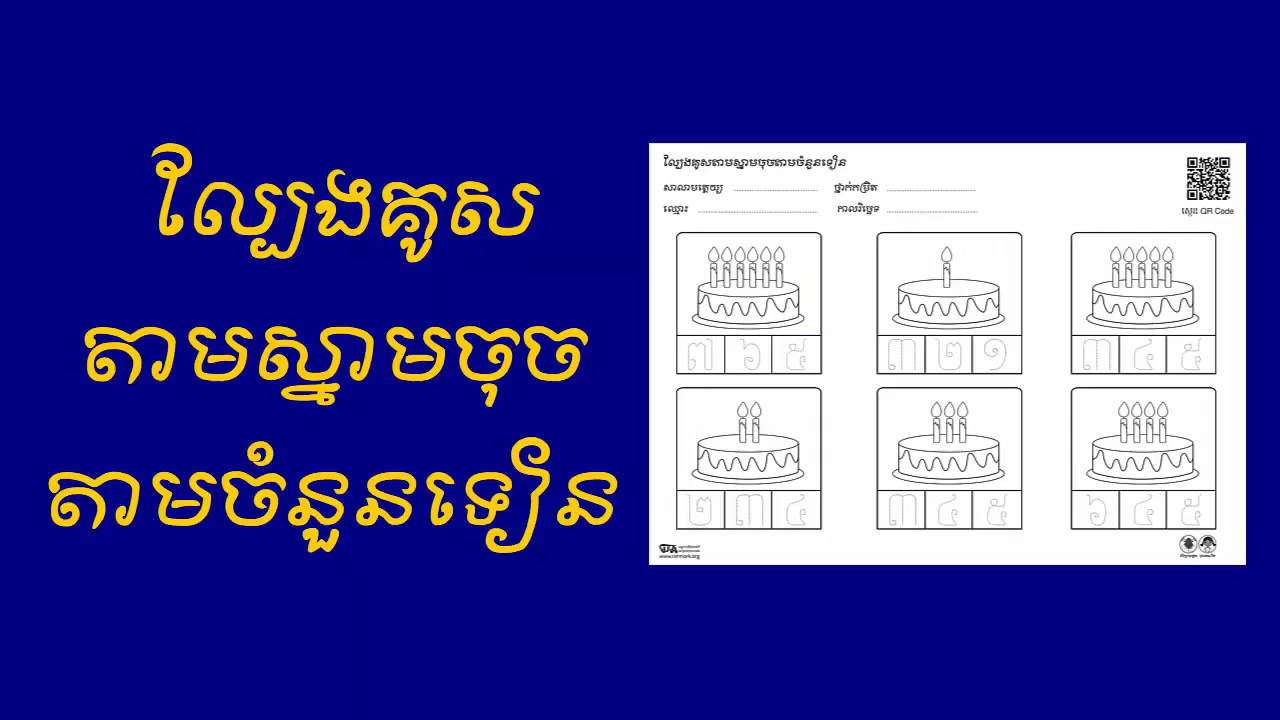 ល្បែងគូស
តាមស្នាមចុច
តាមចំនួនទៀន
ល្បែងគូសតាមស្នាមចុចតាមចំនួនទៀន
សាលាមត្តេយ្យ ផ្នាក់កម្រិត
ឈ្មោះ កាលបរិច្ឆេទ
ស្កេន QR Code
៣ ៦ ៥
៣ ២ ១
៣ ៤ ៥
២ ៣ ៤
៣ ៤ ៥
៦ ៤ ៥